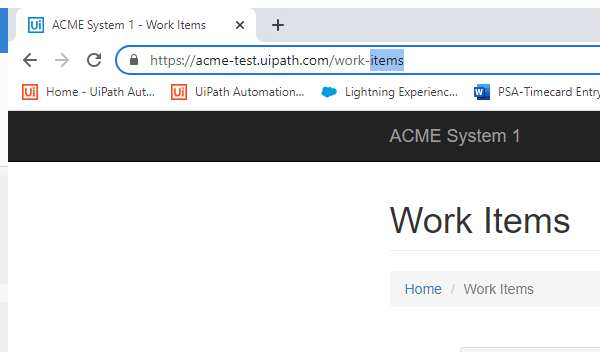 Ui ACME System 1 - Work Items
https://acme-test.uipath.com/work-items
Ui Home - UiPath Aut... Ui UiPath Automation... Lightning Experienc... W PSA-Timecard Entry
ACME System 1
Work Items
Home / Work Items